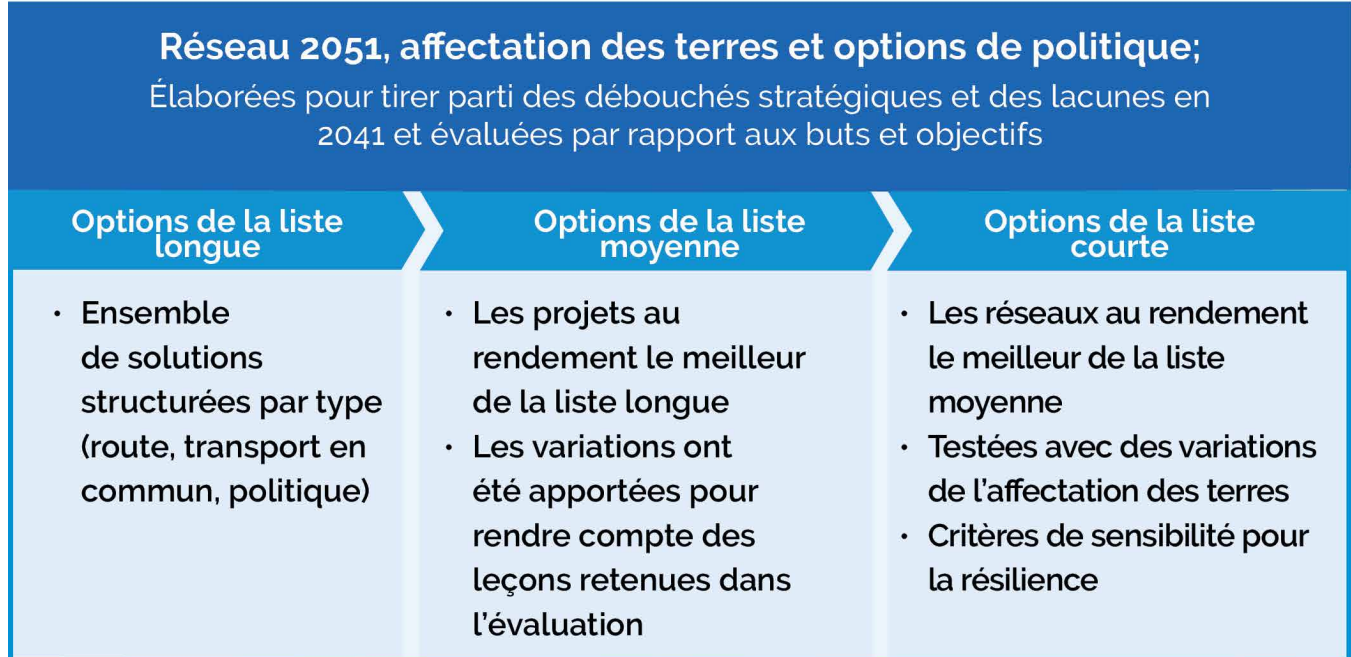 Réseau 2051, affectation des terres et options de politique;
Élaborées pour tirer parti des débouchés stratégiques et des lacunes en
2041 et évaluées par rapport aux buts et objectifs
Options de la liste
longue
• Ensemble
de solutions
structurées par type
(route, transport en
commun, politique)
Options de la liste
moyenne
• Les projets au
rendement le meilleur
de la liste longue
• Les variations ont
été apportées pour
rendre compte des
leçons retenues dans
l'évaluation
Options de la liste
courte
• Les réseaux au rendement
le meilleur de la liste
moyenne
• Testées avec des variations
de l'affectation des terres
• Critères de sensibilité pour
la résilience